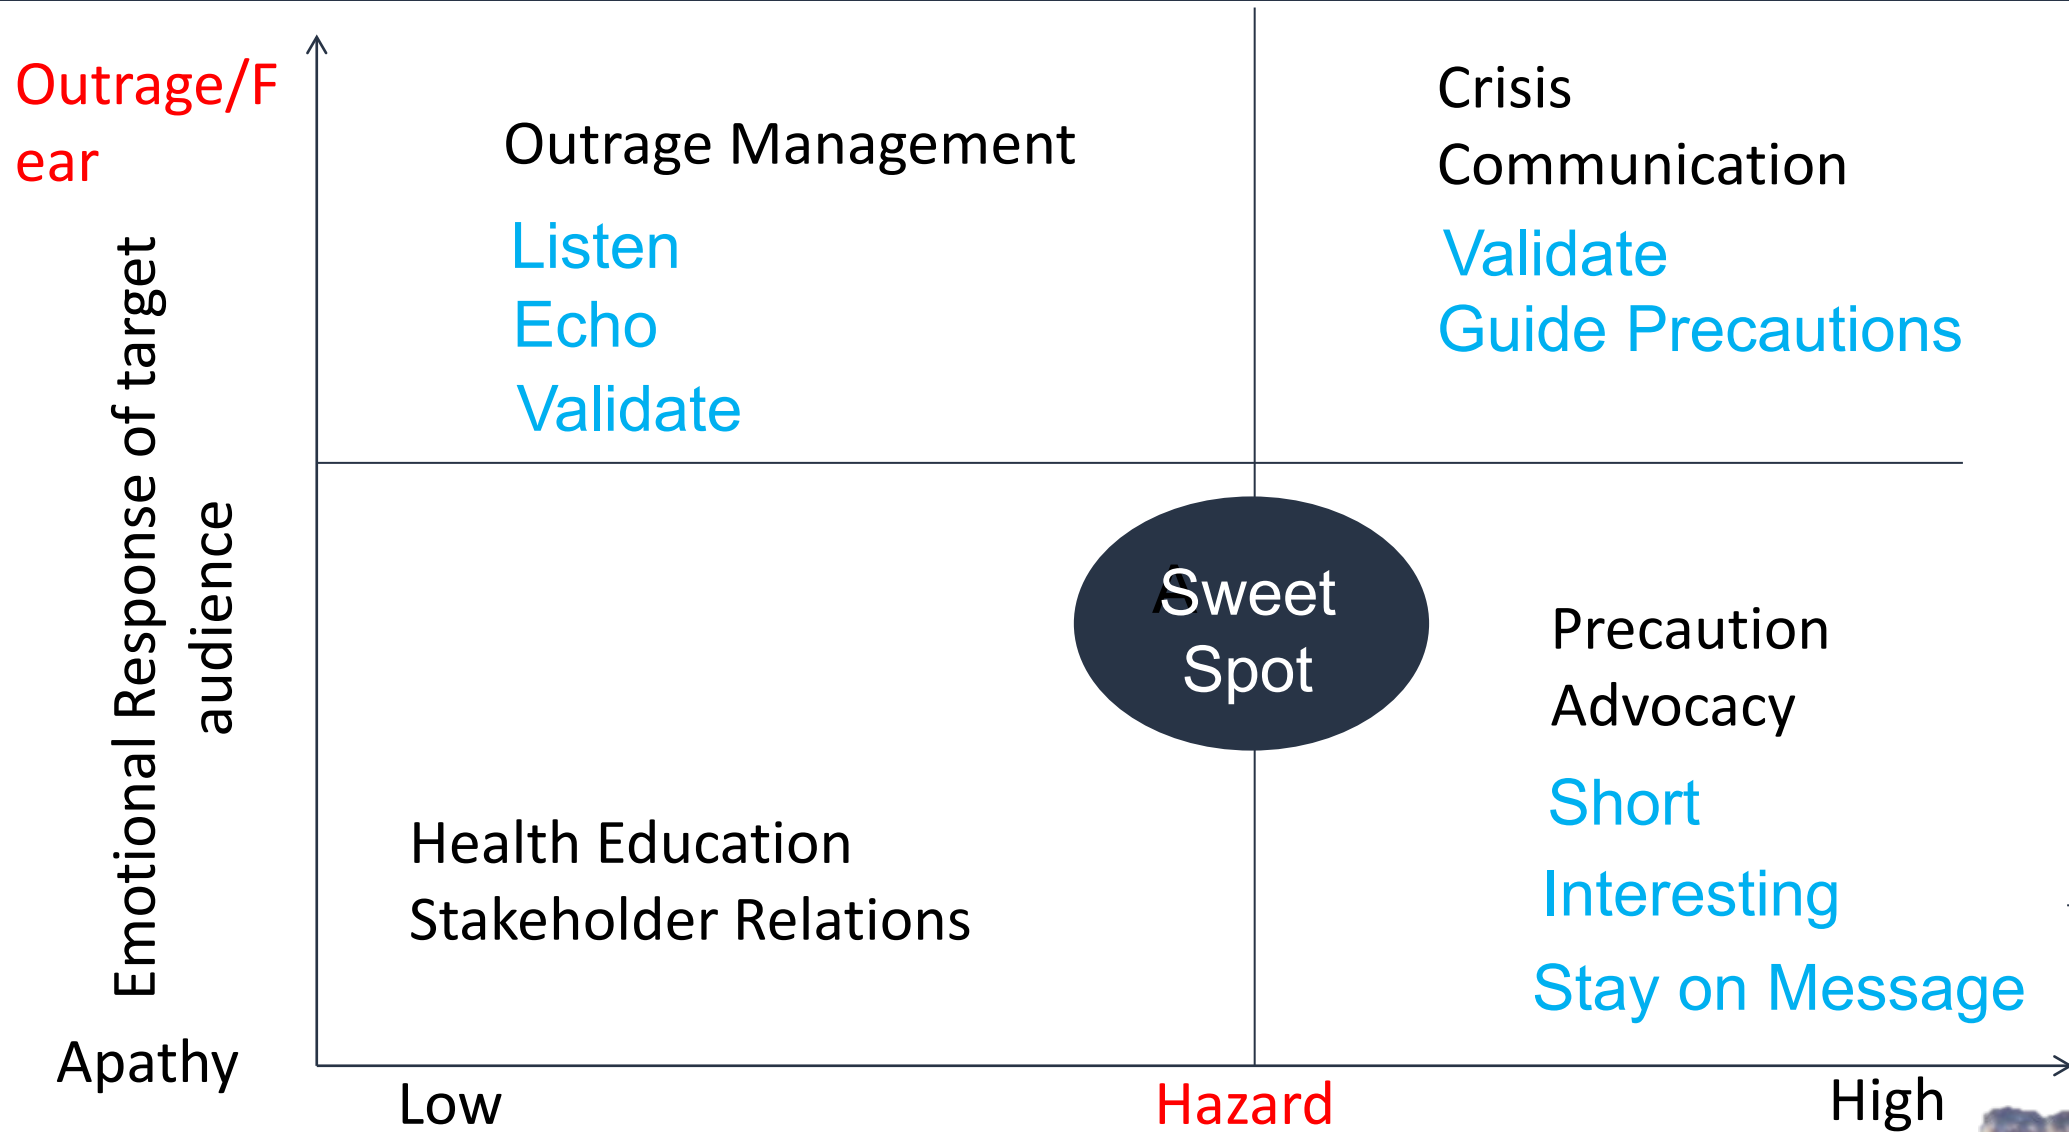 Outrage/F
ear
Outrage Management
Listen
Echo
Validate
Crisis
Communication
Validate
Guide Precautions
Emotional Response of target
audience
A
Sweet
Spot
Precaution
Advocacy
Short
Interesting
Stay on Message
Health Education
Stakeholder Relations
Apathy
Low
Hazard
High